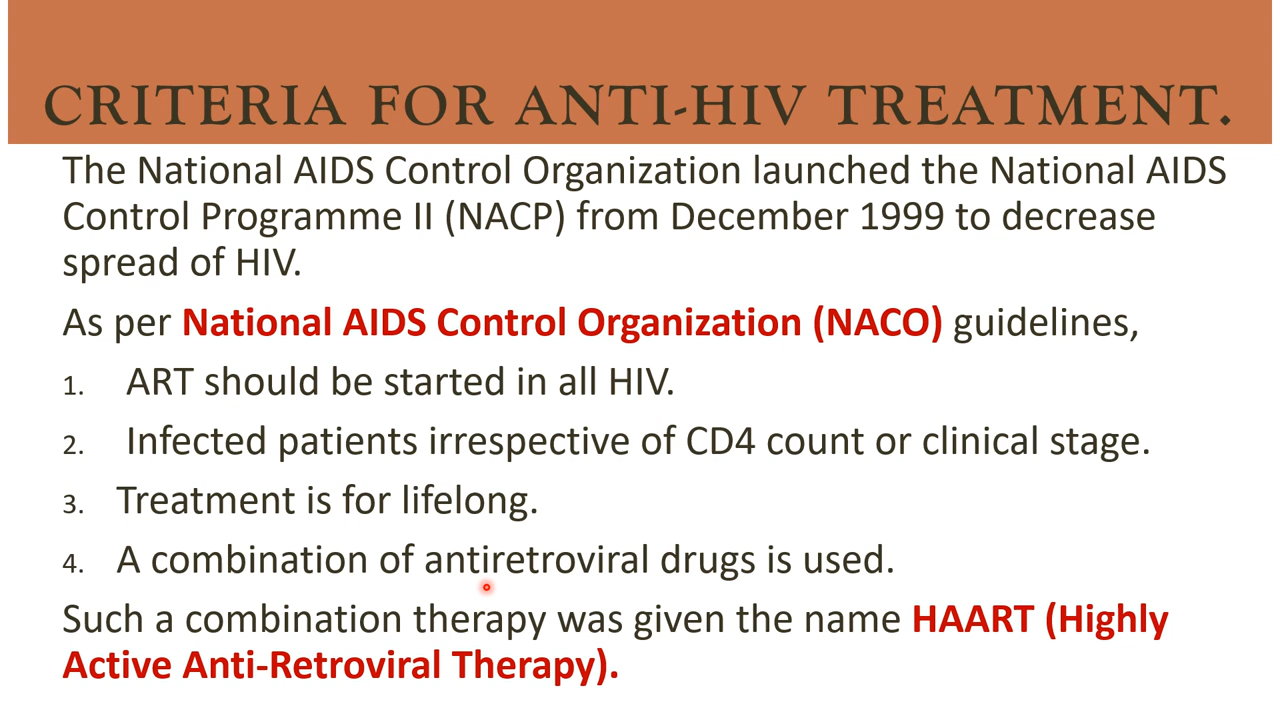 CRITERIA FOR ANTI-HIV TREATMENT.
The National AIDS Control Organization launched the National AIDS
Control Programme II (NACP) from December 1999 to decrease
spread of HIV.
As per National AIDS Control Organization (NACO) guidelines,
1. ART should be started in all HIV.
2. Infected patients irrespective of CD4 count or clinical stage.
3. Treatment is for lifelong.
4. A combination of antiretroviral drugs is used.
Such a combination therapy was given the name HAART (Highly
Active Anti-Retroviral Therapy).